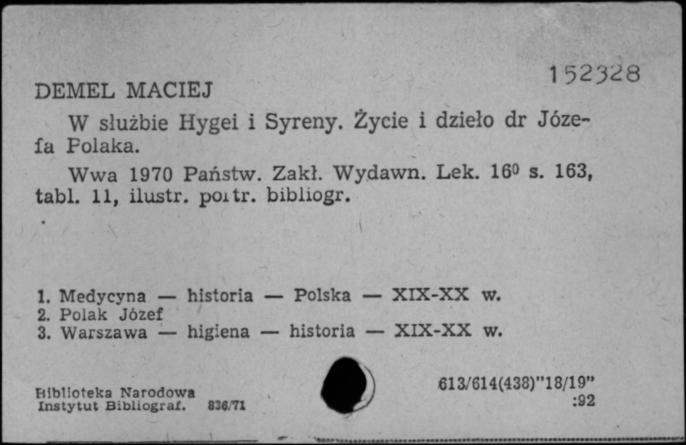 152328
DEMEL MACIEJ
W służbie Hygei i Syreny. Życie i dzieło dr Józe-
fa Polaka.
Wwa 1970 Państw. Zakł. Wydawn. Lek. 16⁰ s. 163,
tabl. 11, ilustr. portr. bibliogr.
1. Medycyna — historia — Polska — XIX-XX w.
2. Polak Józef
3. Warszawa — higiena — historia — XIX-XX w.
613/614(438)"18/19"
:92
Biblioteka Narodowa
Instytut Bibliograf. 836/71